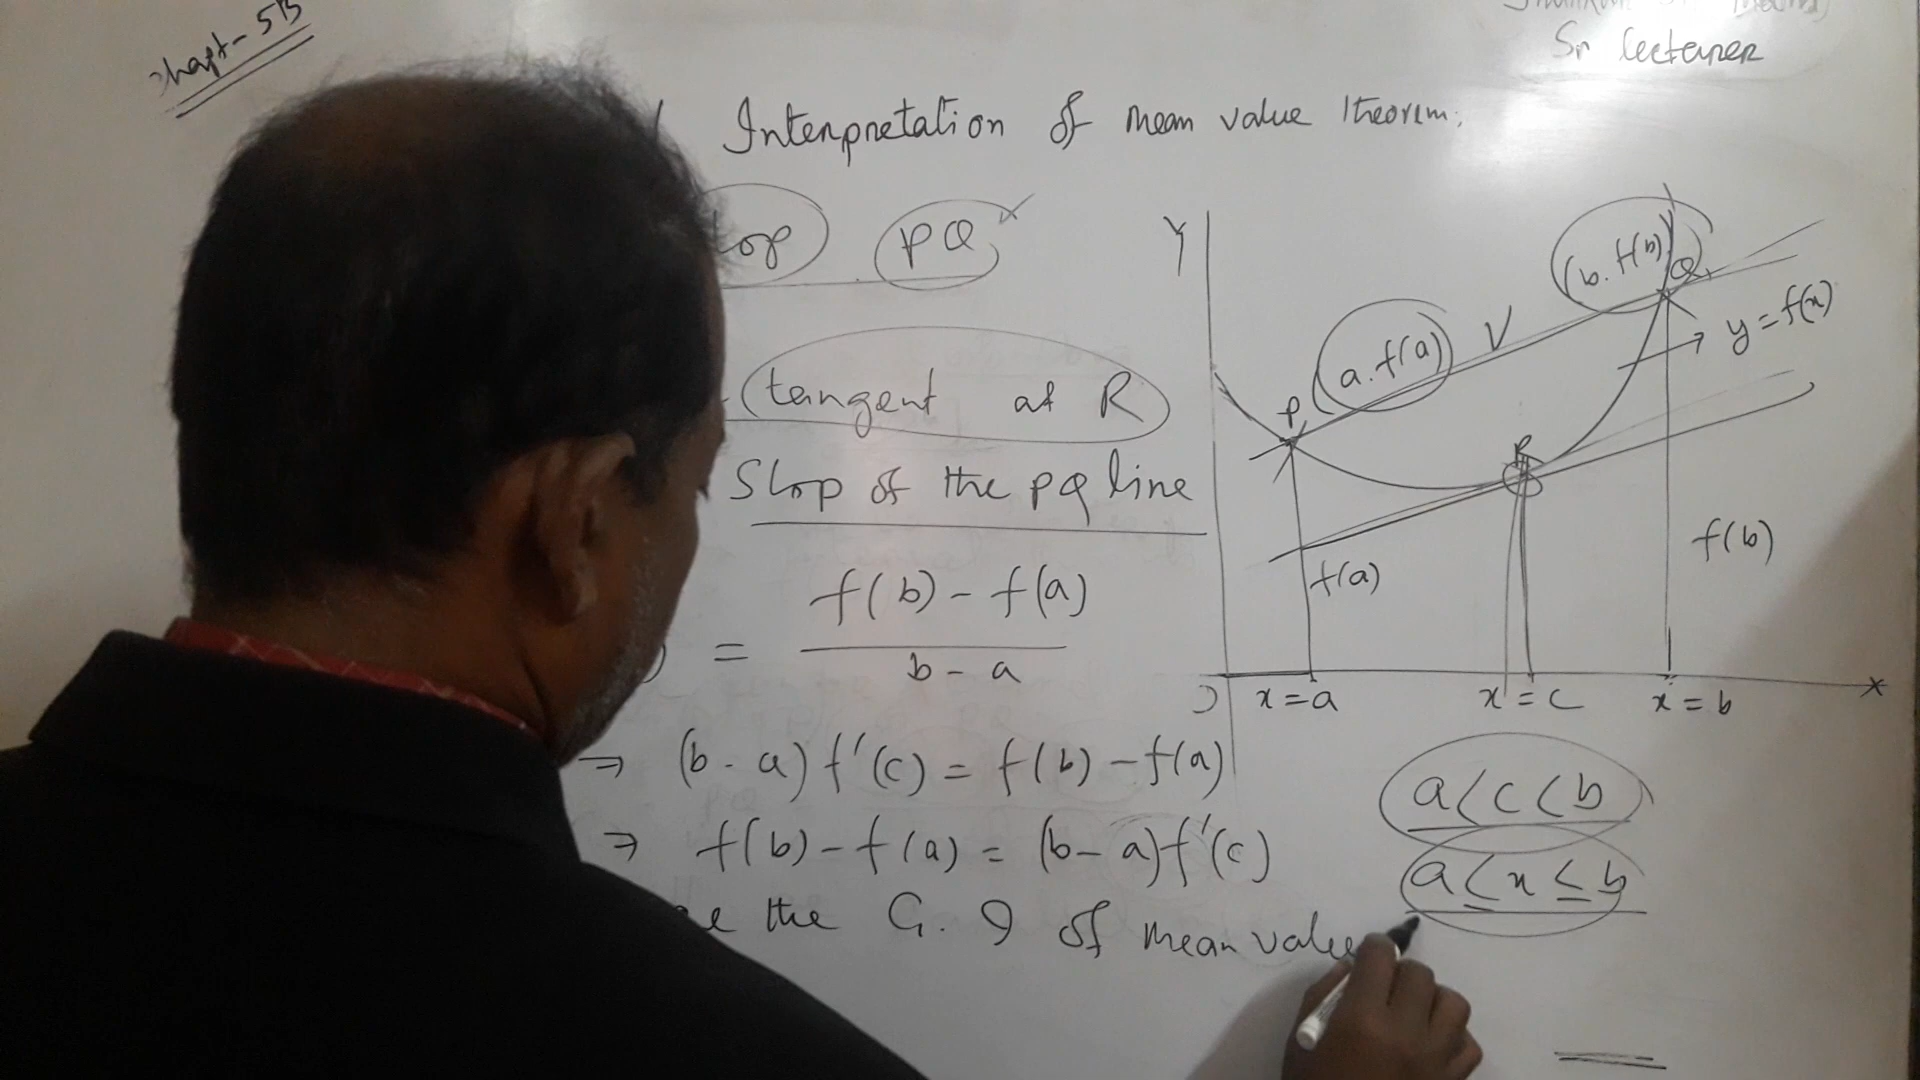 Chapt-5B
Sr Lecturer
Interpretation of mean value Theorem:
PQ
tangent at R
Slop of the PQ line
= f(b) - f(a)
b - a
⇒ (b - a) f'(c) = f(b) - f(a)
⇒ f(b) - f(a) = (b - a) f'(c)
the G. I of mean value
Y
(b. f(b))
Q
a. f(a)
y = f(x)
P
R
f(a)
f(b)
x = a
x = c
x = b
X
a < c < b
a ≤ x ≤ b